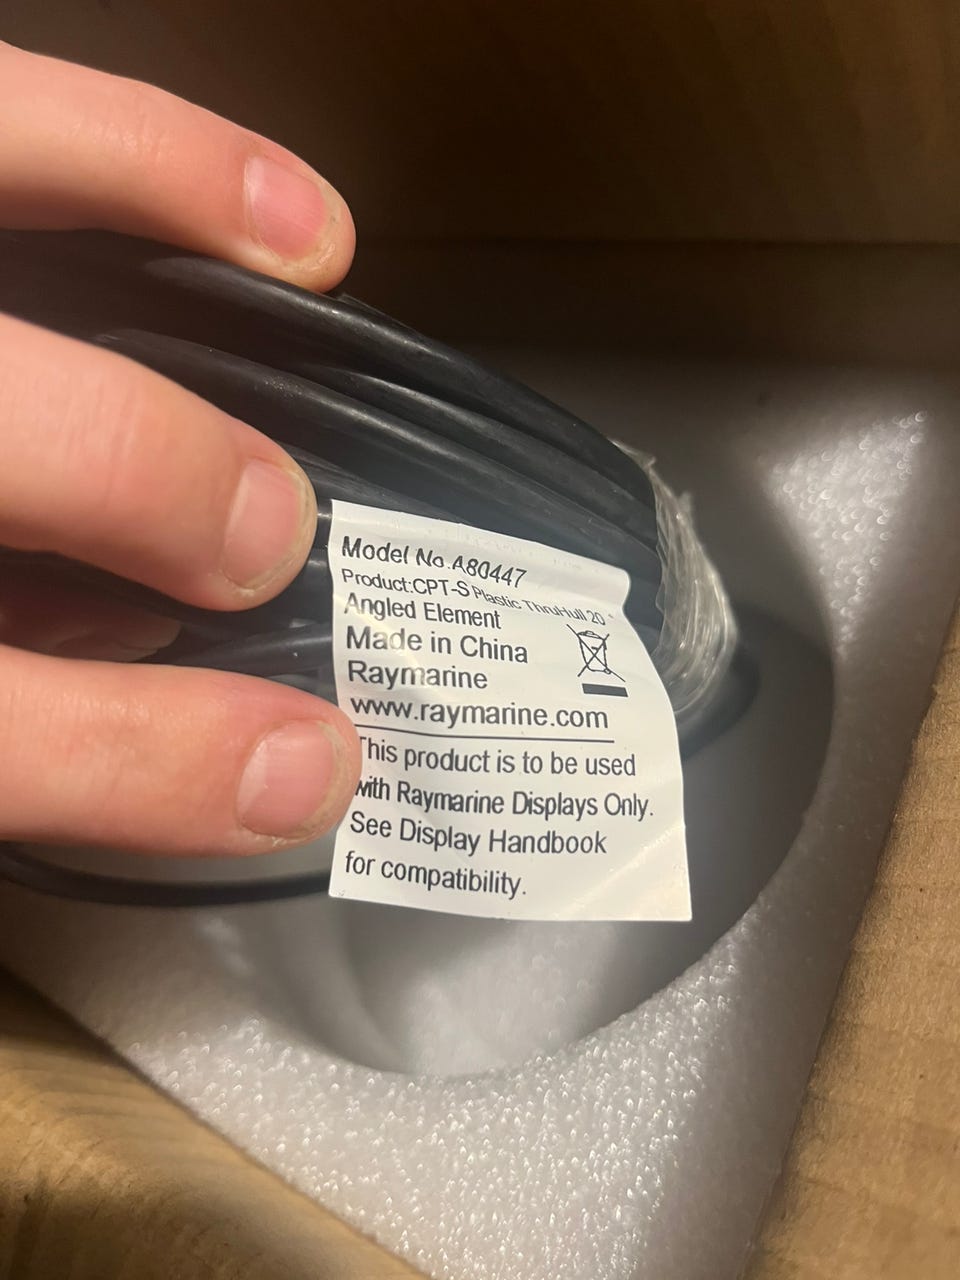 Model No.A80447
Product:CPT-S Plastic ThruHull 20 °
Angled Element
Made in China
Raymarine
www.raymarine.com
This product is to be used
with Raymarine Displays Only.
See Display Handbook
for compatibility.